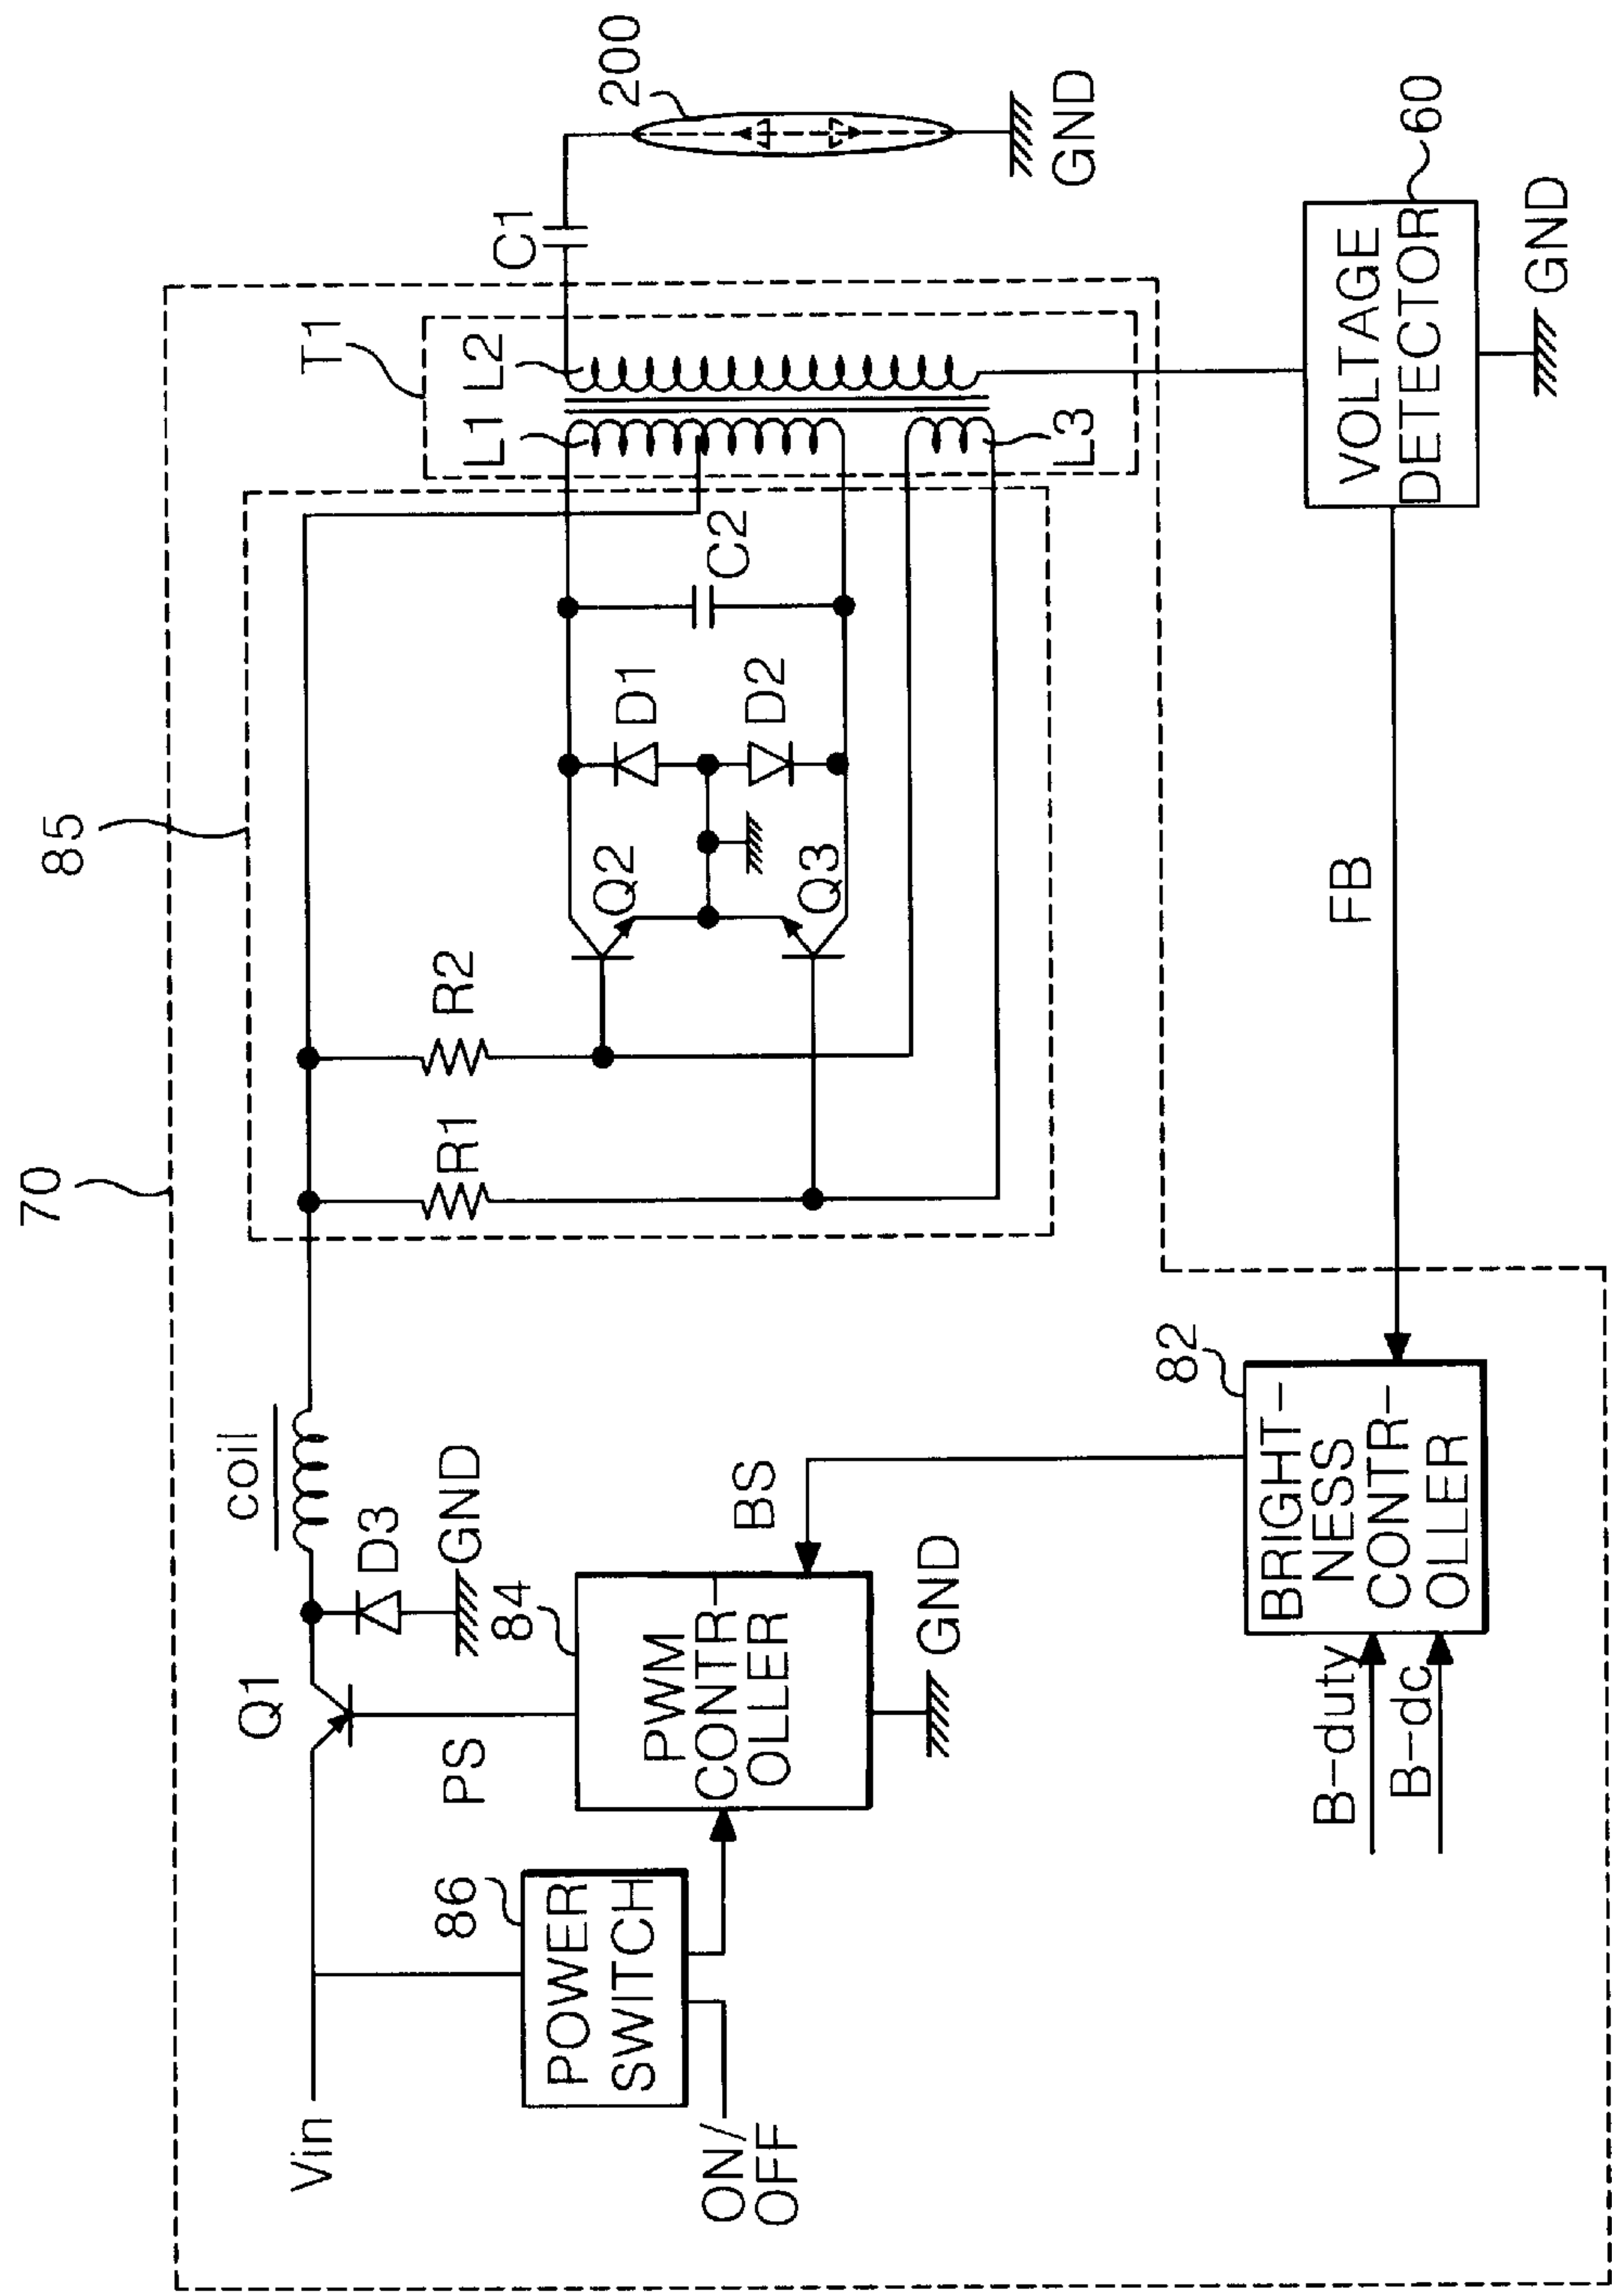 70
85
T1
L1
L2
C1
200
GND
Vin
Q1
D3
GND
coil
R1
R2
Q2
Q3
D1
D2
C2
L3
86
POWER
SWITCH
ON/
OFF
PS
84
PWM
CONTR-
OLLER
GND
BS
82
BRIGHT-
NESS
CONTR-
OLLER
B-duty
B-dc
FB
60
VOLTAGE
DETECTOR
GND